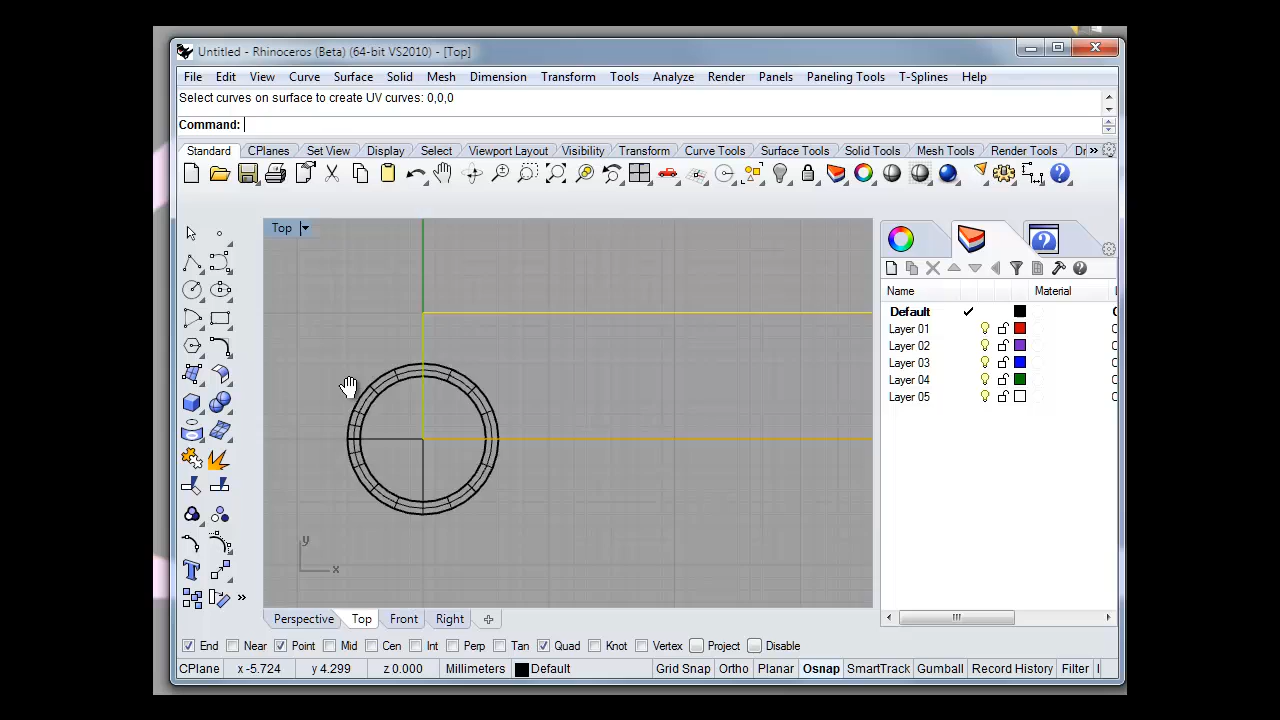 Untitled - Rhinoceros (Beta) (64-bit VS2010) - [Top]
File Edit View Curve Surface Solid Mesh Dimension Transform Tools Analyze Render Panels Paneling Tools T-Splines Help
Select curves on surface to create UV curves: 0,0,0
Command:
Standard CPlanes Set View Display Select Viewport Layout Visibility Transform Curve Tools Surface Tools Solid Tools Mesh Tools Render Tools Dr
Top
Name Material L
Default
Layer 01
Layer 02
Layer 03
Layer 04
Layer 05
y
x
Perspective Top Front Right
End Near Point Mid Cen Int Perp Tan Quad Knot Vertex Project Disable
CPlane x -5.724 y 4.299 z 0.000 Millimeters Default Grid Snap Ortho Planar Osnap SmartTrack Gumball Record History Filter